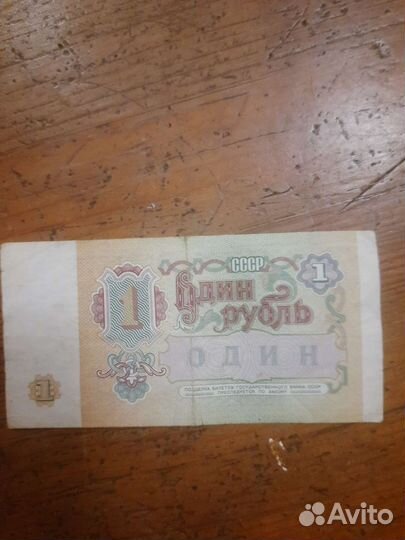 СССР
1
1
Один
рубль
ОДИН
1
ПОДДЕЛКА БИЛЕТОВ ГОСУДАРСТВЕННОГО БАНКА СССР
ПРЕСЛЕДУЕТСЯ ПО ЗАКОНУ
Avito